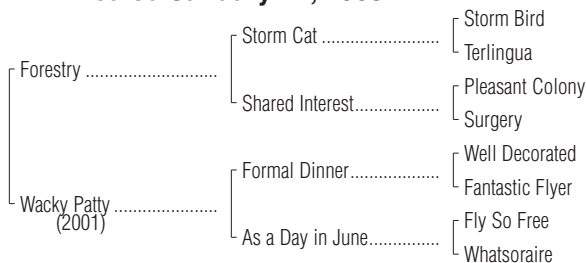 Storm Bird
Storm Cat ..........................
Terlingua
Forestry .............................
Pleasant Colony
Shared Interest...................
Surgery
Well Decorated
Formal Dinner....................
Fantastic Flyer
Wacky Patty .......................
(2001)
Fly So Free
As a Day in June................
Whatsoraire